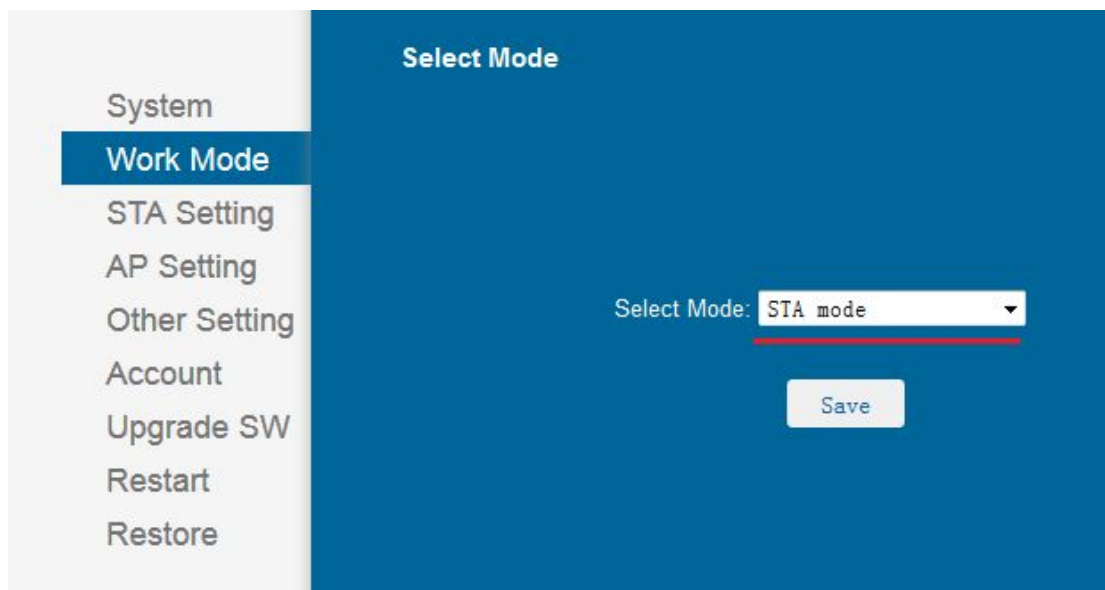 System
Work Mode
STA Setting
AP Setting
Other Setting
Account
Upgrade SW
Restart
Restore
Select Mode
Select Mode: STA mode
Save